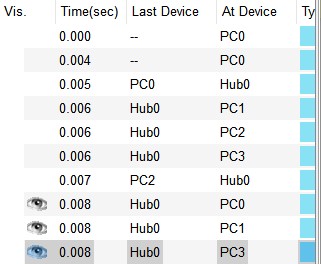 Vis. Time(sec) Last Device At Device Ty
0.000 -- PC0
0.004 -- PC0
0.005 PC0 Hub0
0.006 Hub0 PC1
0.006 Hub0 PC2
0.006 Hub0 PC3
0.007 PC2 Hub0
0.008 Hub0 PC0
0.008 Hub0 PC1
0.008 Hub0 PC3